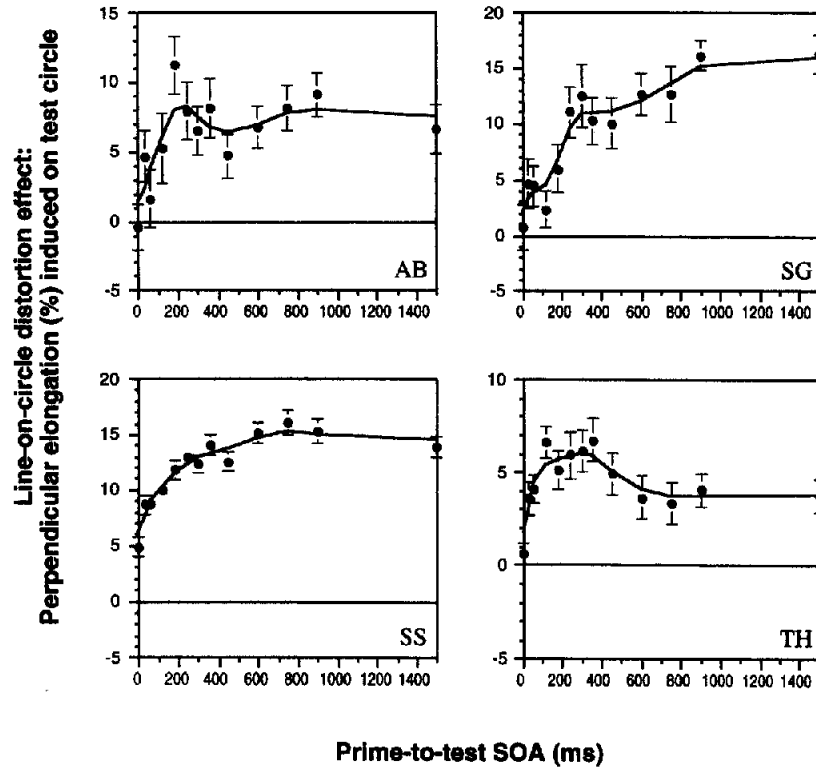 Line-on-circle distortion effect:
Perpendicular elongation (%) induced on test circle
15
10
5
0
-5
AB
0 200 400 600 800 1000 1200 1400
20
15
10
5
0
-5
SG
0 200 400 600 800 1000 1200 1400
20
15
10
5
0
-5
SS
0 200 400 600 800 1000 1200 1400
10
5
0
-5
TH
0 200 400 600 800 1000 1200 1400
Prime-to-test SOA (ms)